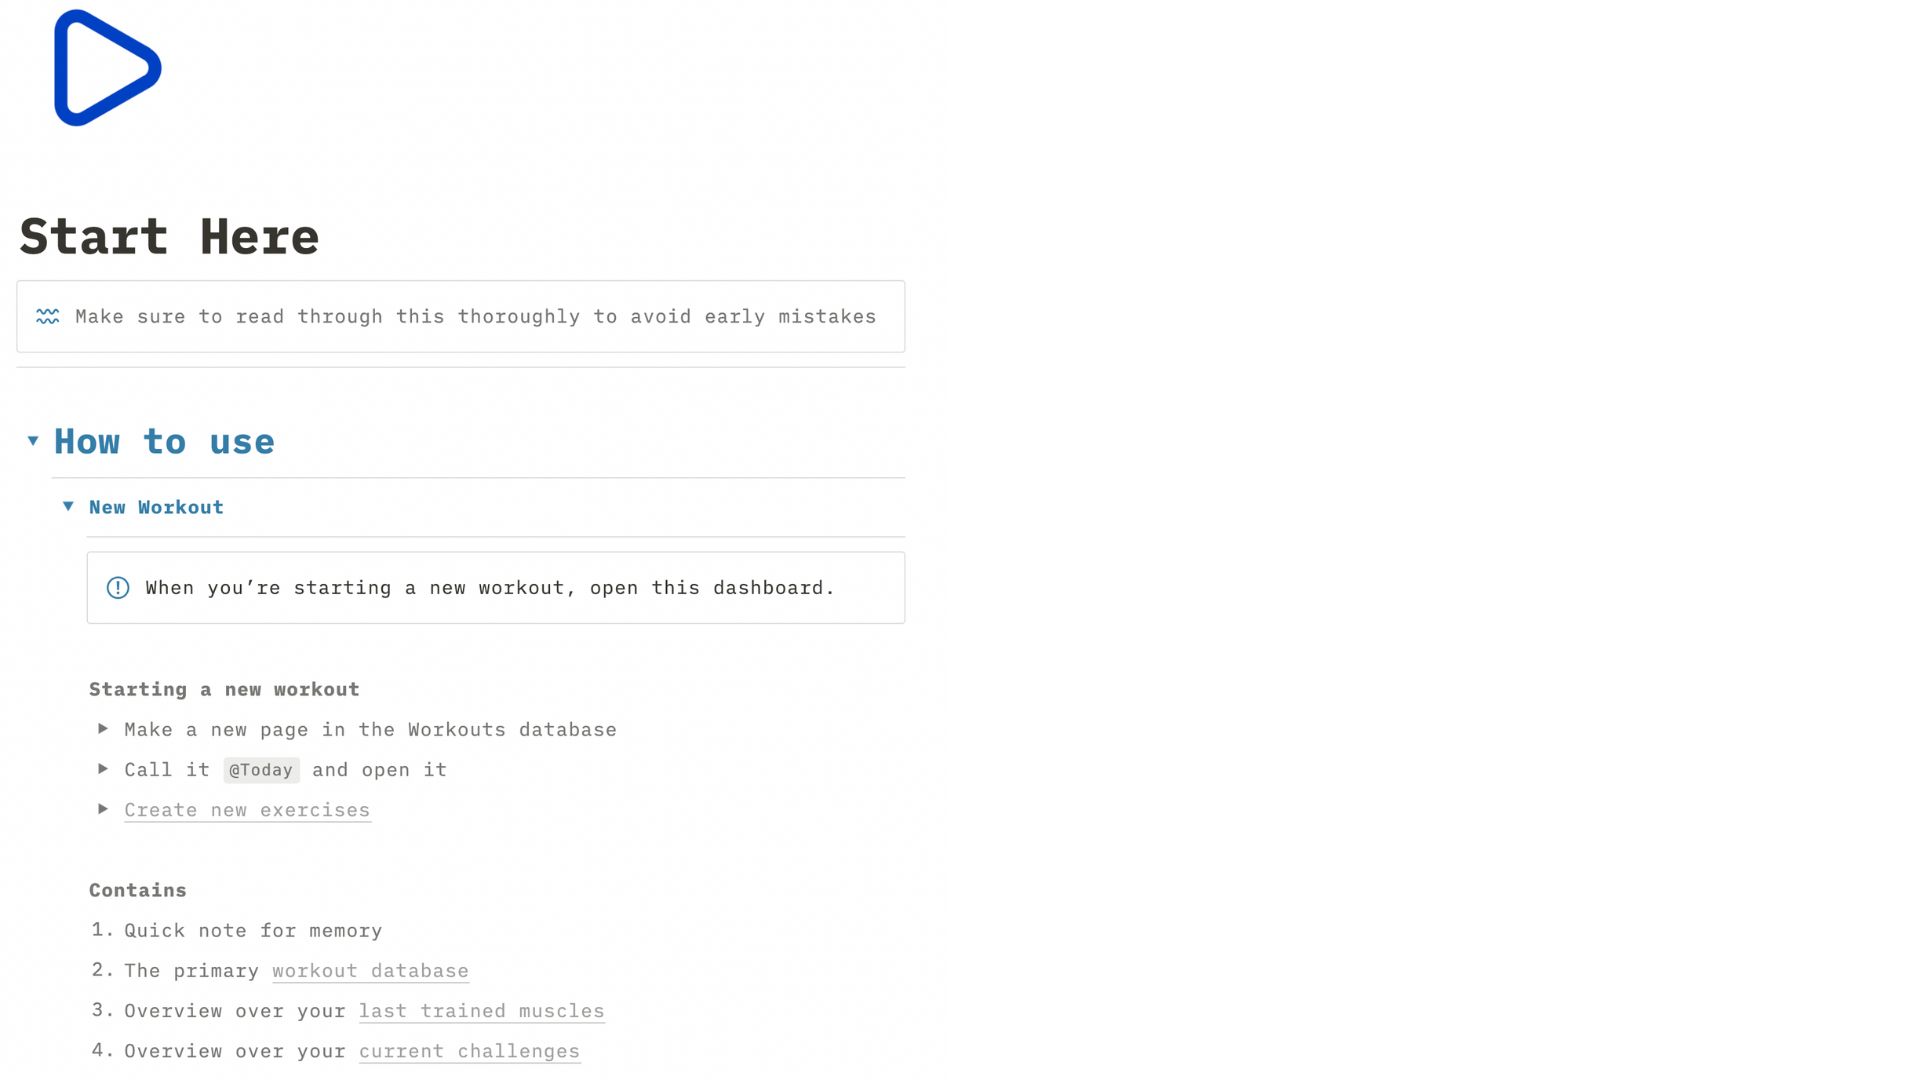 Start Here
Make sure to read through this thoroughly to avoid early mistakes
How to use
New Workout
When you’re starting a new workout, open this dashboard.
Starting a new workout
Make a new page in the Workouts database
Call it @Today and open it
Create new exercises
Contains
1. Quick note for memory
2. The primary workout database
3. Overview over your last trained muscles
4. Overview over your current challenges